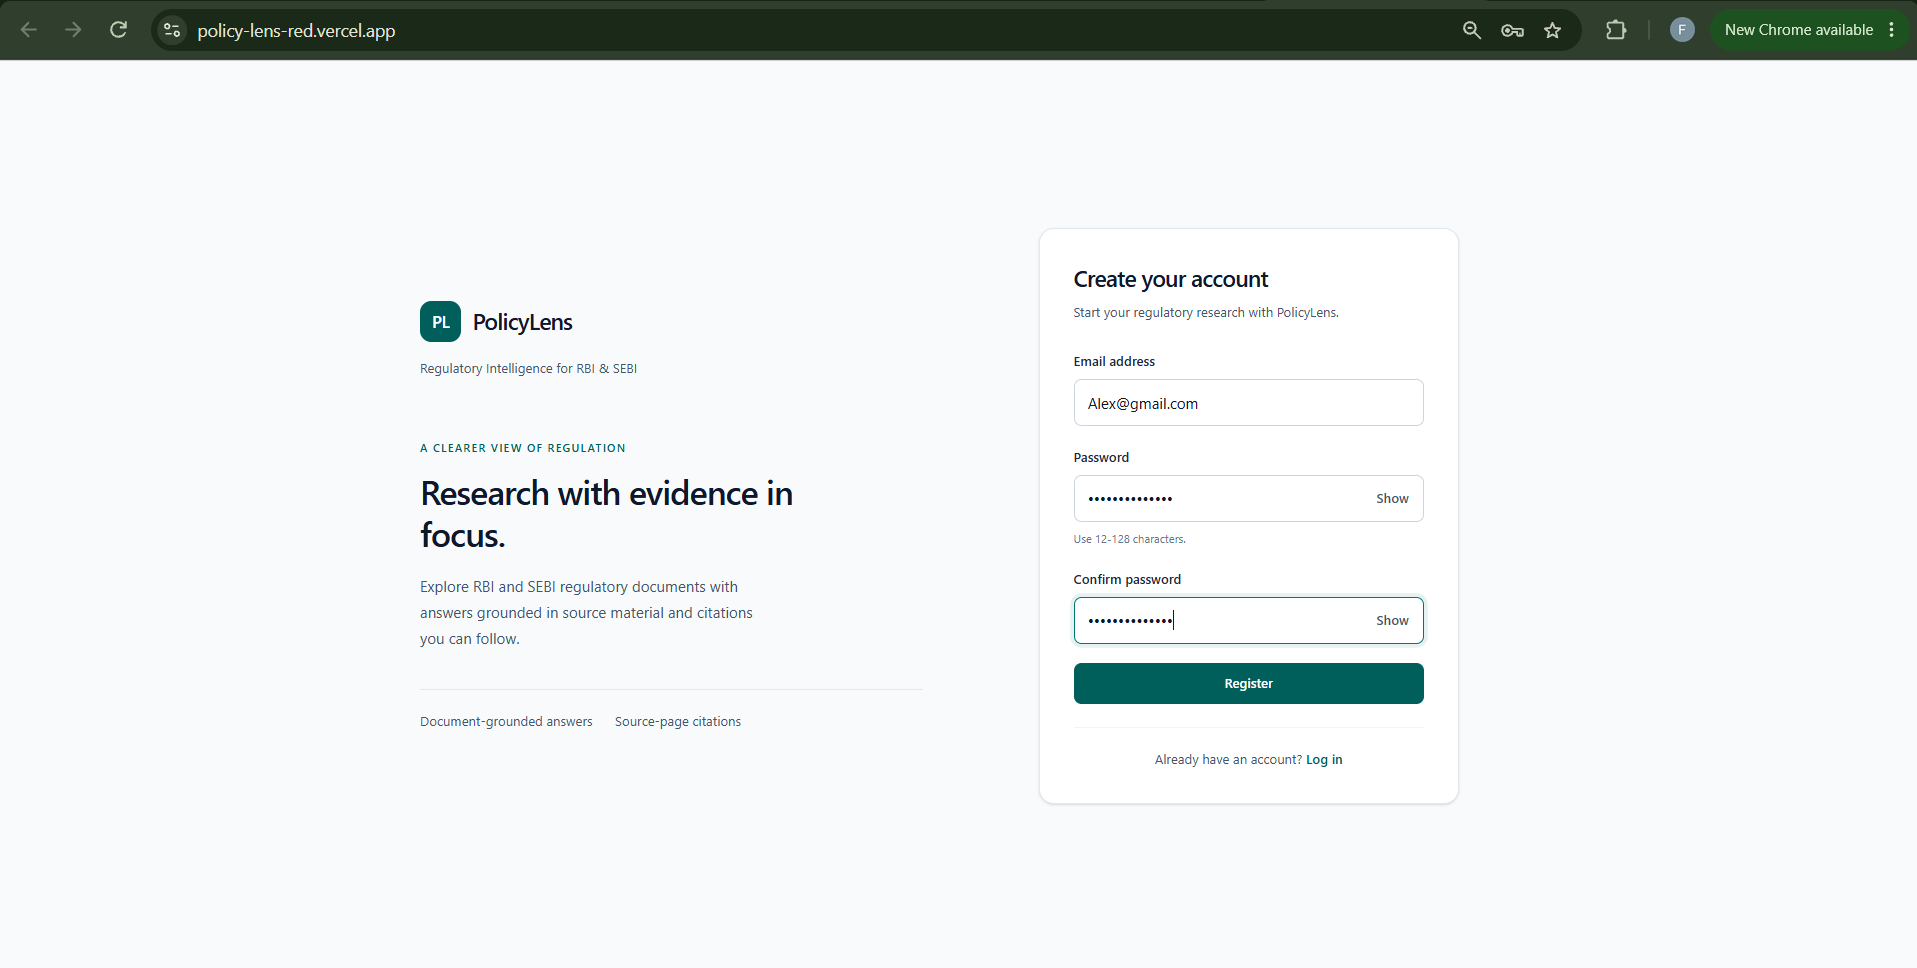 policy-lens-red.vercel.app
F
New Chrome available
PL
PolicyLens
Regulatory Intelligence for RBI & SEBI
A CLEARER VIEW OF REGULATION
Research with evidence in
focus.
Explore RBI and SEBI regulatory documents with
answers grounded in source material and citations
you can follow.
Document-grounded answers
Source-page citations
Create your account
Start your regulatory research with PolicyLens.
Email address
Alex@gmail.com
Password
••••••••••••••
Show
Use 12-128 characters.
Confirm password
••••••••••••••
Show
Register
Already have an account? Log in